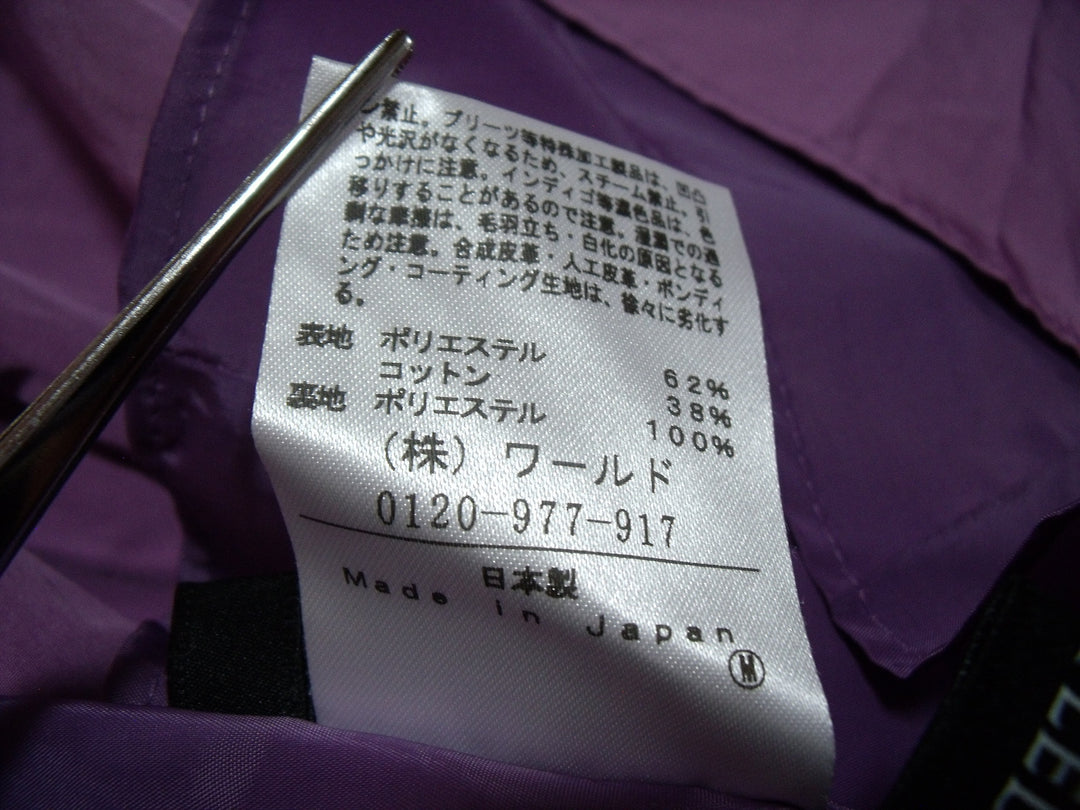 ン禁止。プリーツ等特殊加工製品は、凹凸
や光沢がなくなるため、スチーム禁止。引
っかけに注意。インディゴ等濃色品は、色
移りすることがあるので注意。湿潤での過
剰な摩擦は、毛羽立ち・白化の原因となる
ため注意。合成皮革・人工皮革・ボンディ
ング・コーティング生地は、徐々に劣化す
る。
表地 ポリエステル 62%
コットン 38%
裏地 ポリエステル 100%
(株) ワールド
0120-977-917
日本製
Made in Japan
M